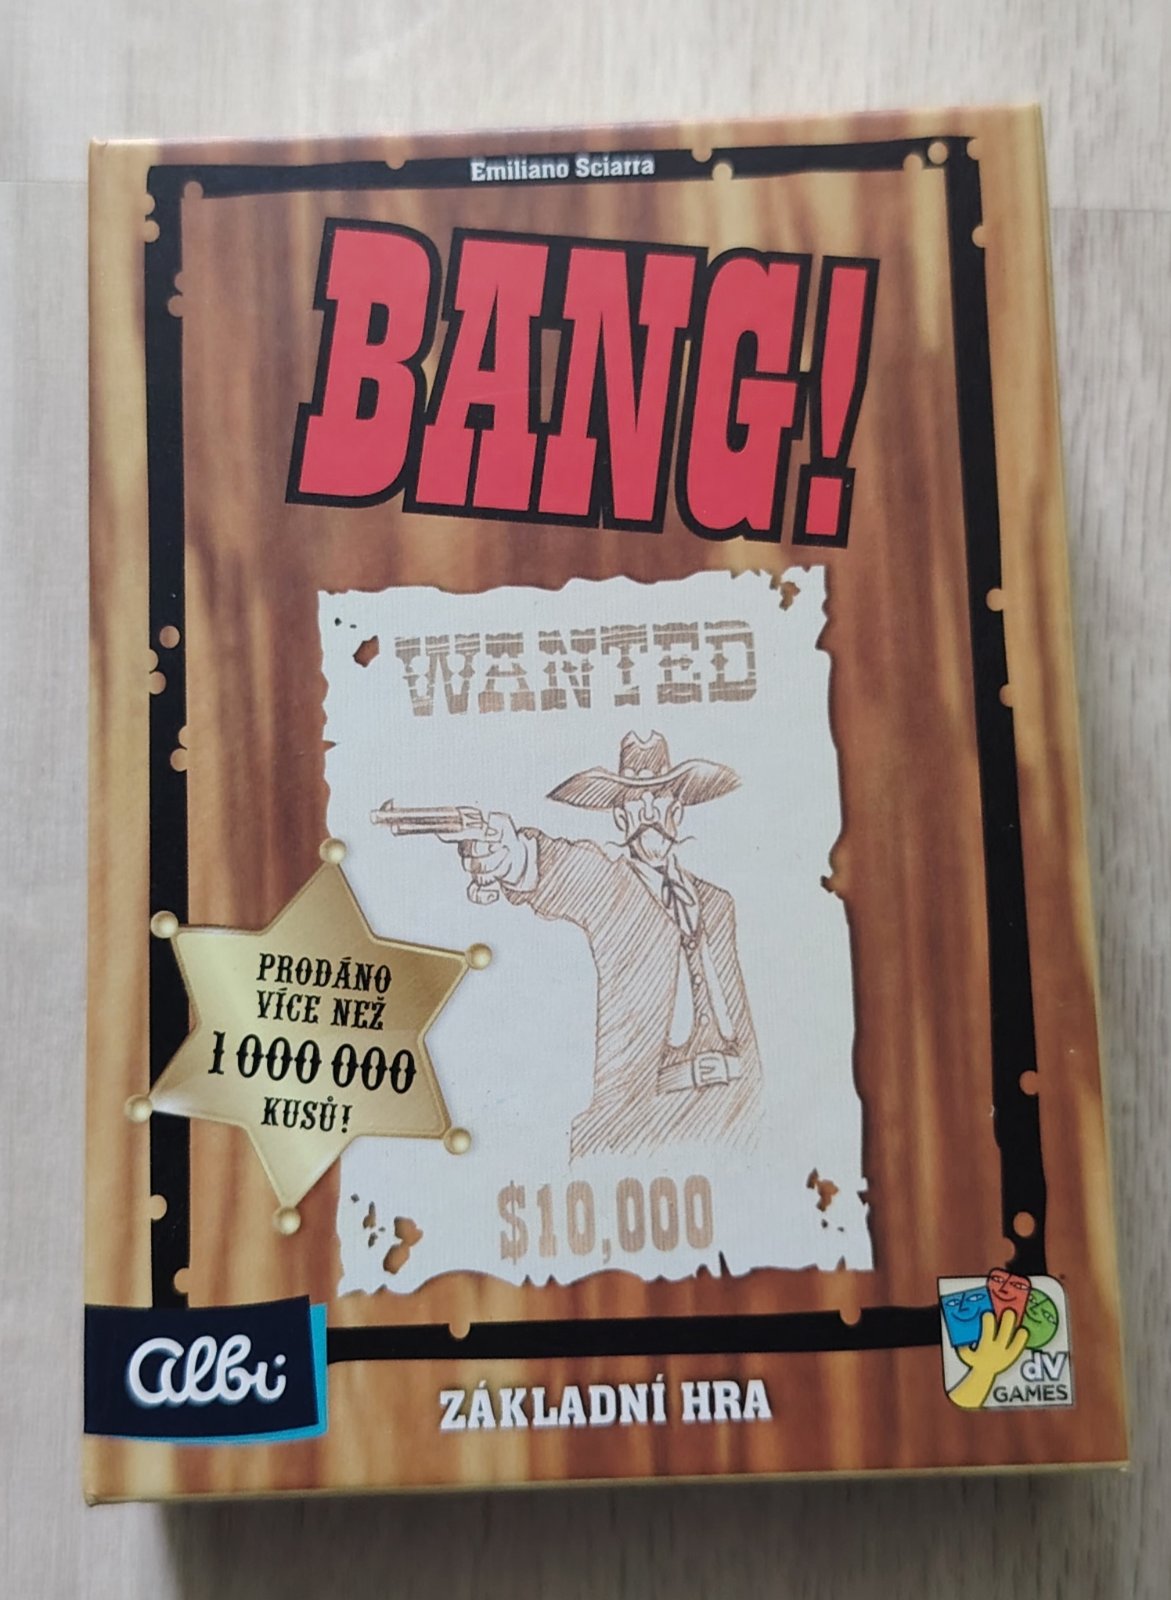 Emiliano Sciarra
BANG!
WANTED
PRODÁNO
VÍCE NEŽ
1 000 000
KUSŮ!
$10,000
Albi
ZÁKLADNÍ HRA
dV
GAMES